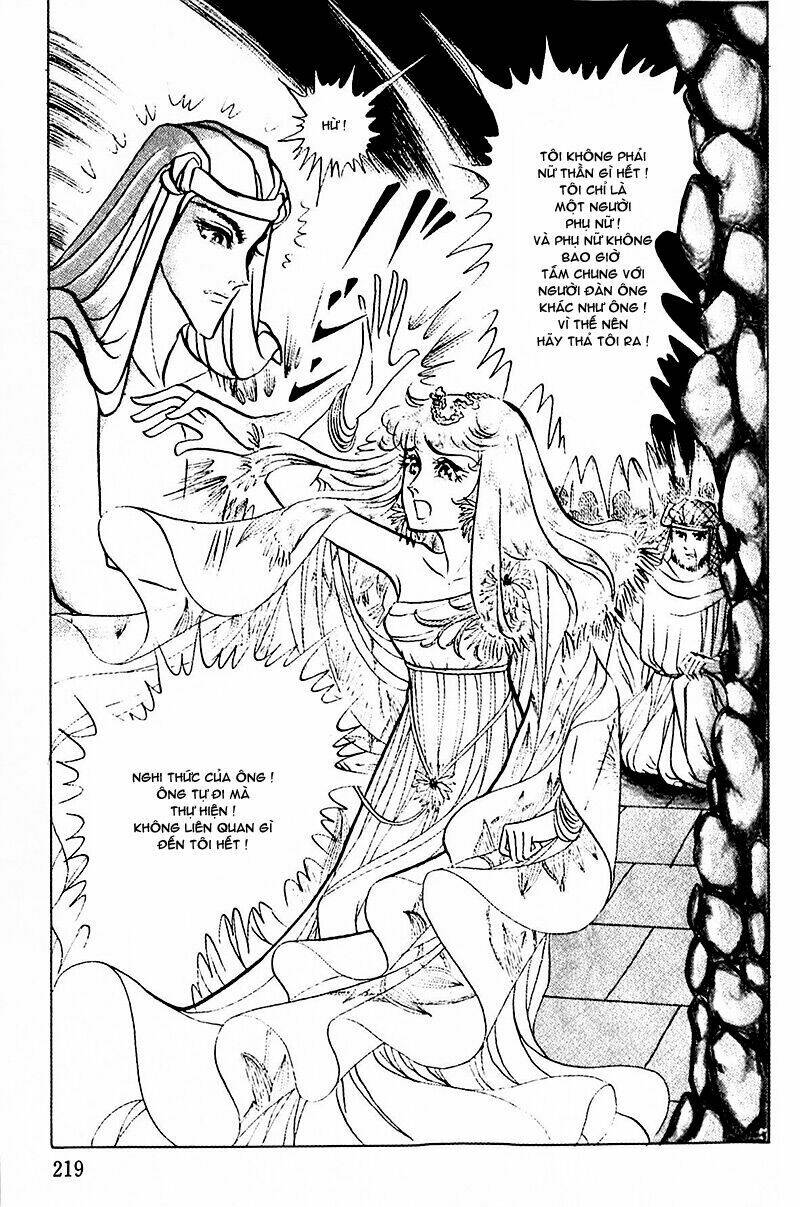 HỪ !
TÔI KHÔNG PHẢI
NỮ THẦN GÌ HẾT !
TÔI CHỈ LÀ
MỘT NGƯỜI
PHỤ NỮ !
VÀ PHỤ NỮ KHÔNG
BAO GIỜ
TẮM CHUNG VỚI
NGƯỜI ĐÀN ÔNG
KHÁC NHƯ ÔNG !
VÌ THẾ NÊN
HÃY THẢ TÔI RA !
NGHI THỨC CỦA ÔNG !
ÔNG TỰ ĐI MÀ
THƯ HIỆN !
KHÔNG LIÊN QUAN GÌ
ĐẾN TÔI HẾT !
219